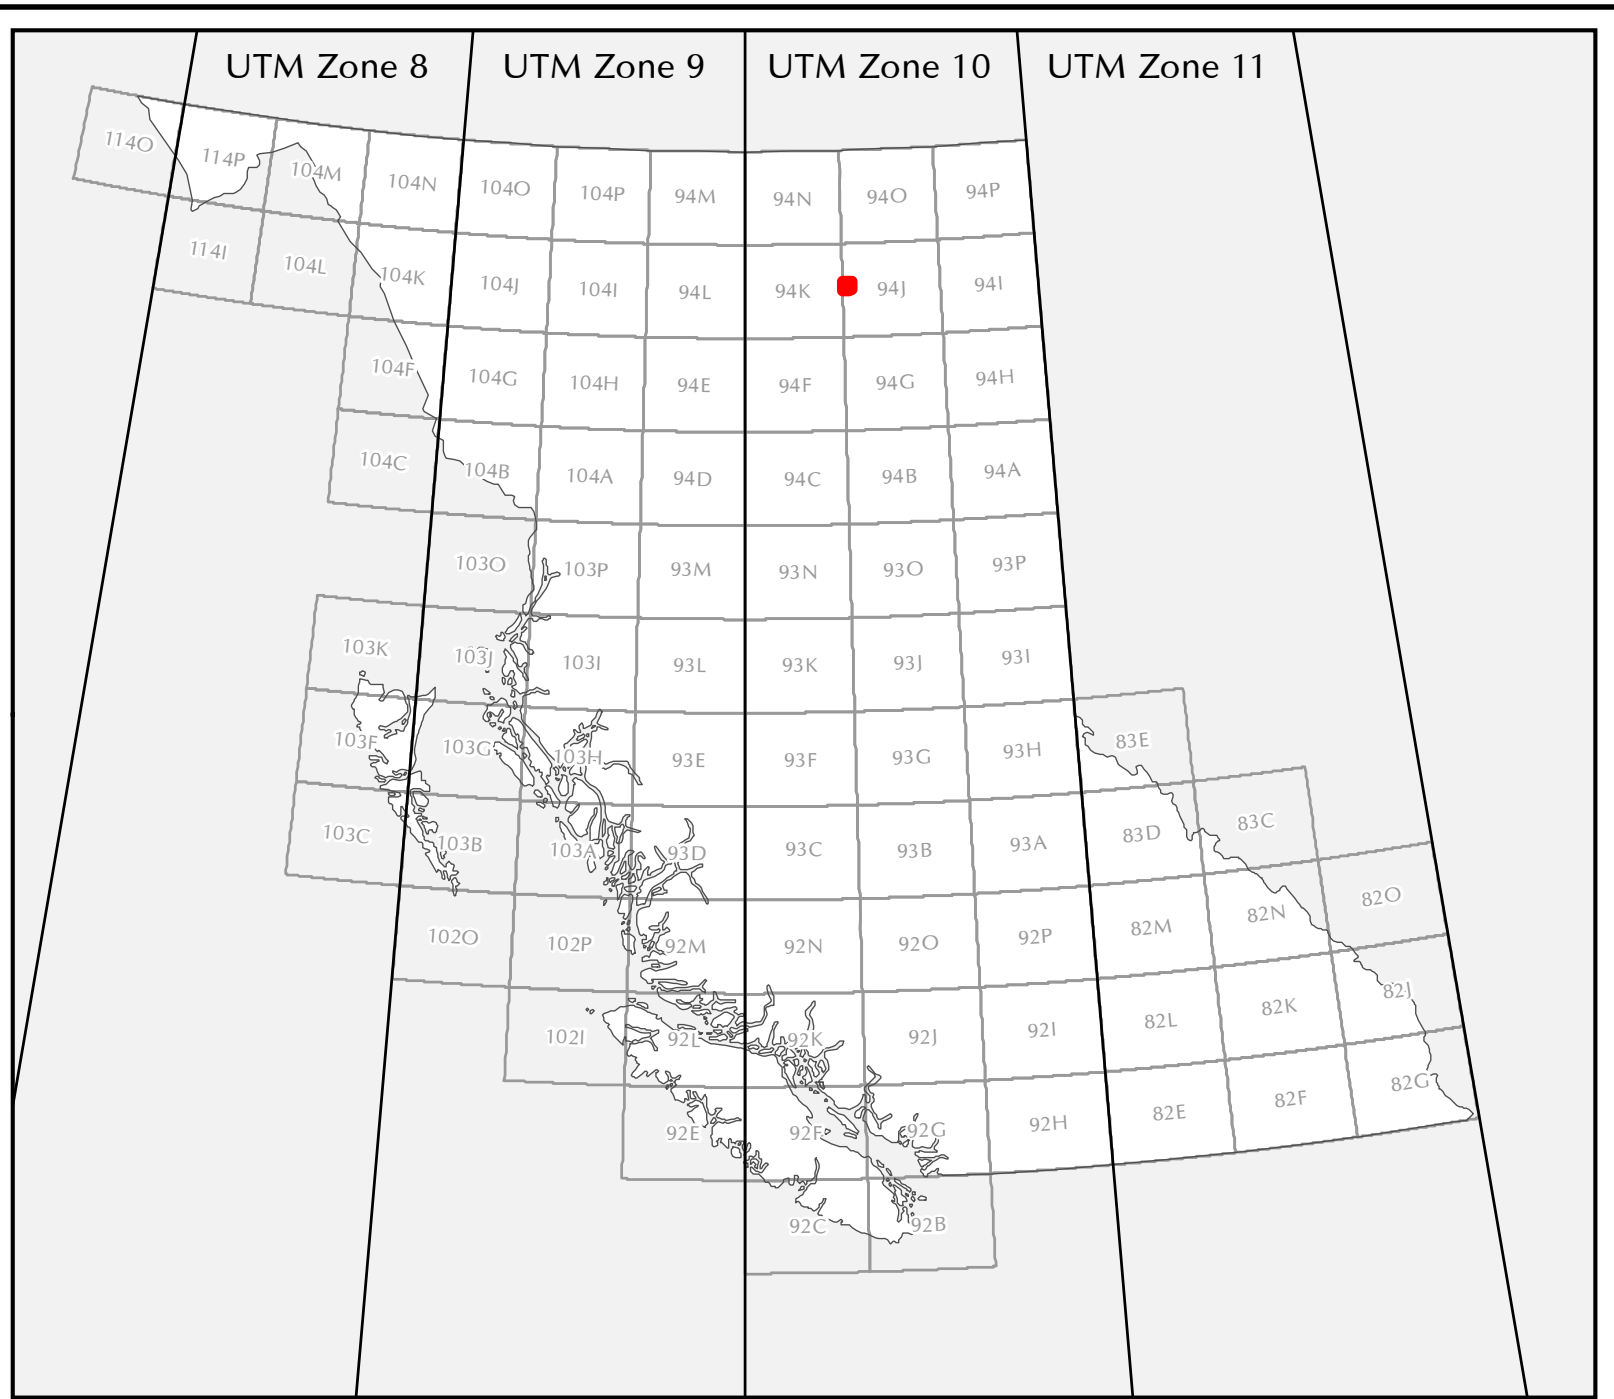 UTM Zone 8 UTM Zone 9 UTM Zone 10 UTM Zone 11
114O 114P 104M 104N 104O 104P 94M 94N 94O 94P
114I 104L 104K 104J 104I 94L 94K 94J 94I
104F 104G 104H 94E 94F 94G 94H
104C 104B 104A 94D 94C 94B 94A
103O 103P 93M 93N 93O 93P
103K 103J 103I 93L 93K 93J 93I
103F 103G 103H 93E 93F 93G 93H 83E
103C 103B 103A 93D 93C 93B 93A 83D 83C
102O 102P 92M 92N 92O 92P 82M 82N 82O
102I 92L 92K 92J 92I 82L 82K 82J
92E 92F 92G 92H 82E 82F 82G
92C 92B